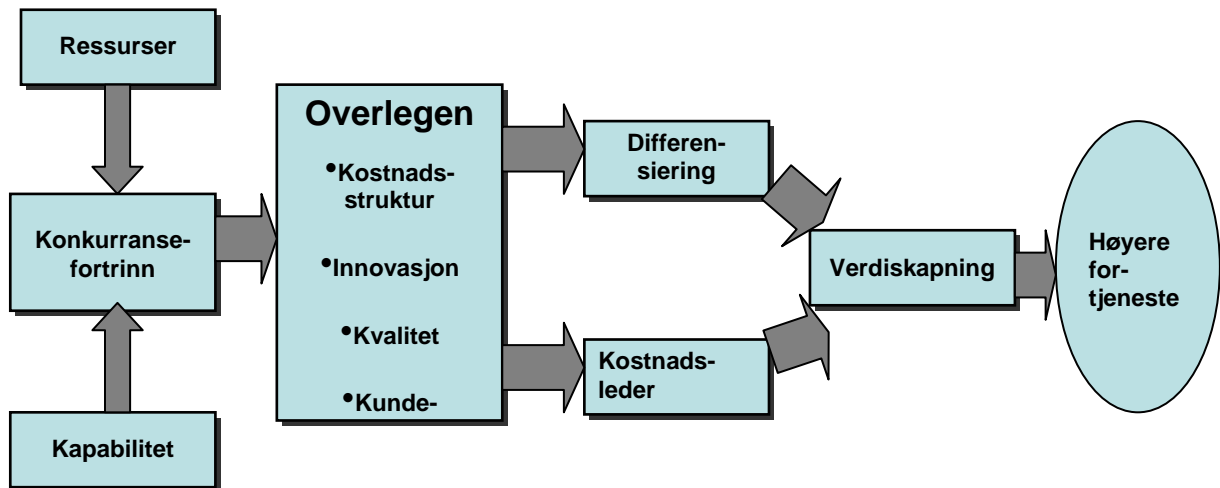 Ressurser
Konkurranse-
fortrinn
Kapabilitet
Overlegen
•Kostnads-
struktur
•Innovasjon
•Kvalitet
•Kunde-
Differen-
siering
Kostnads-
leder
Verdiskapning
Høyere
for-
tjeneste